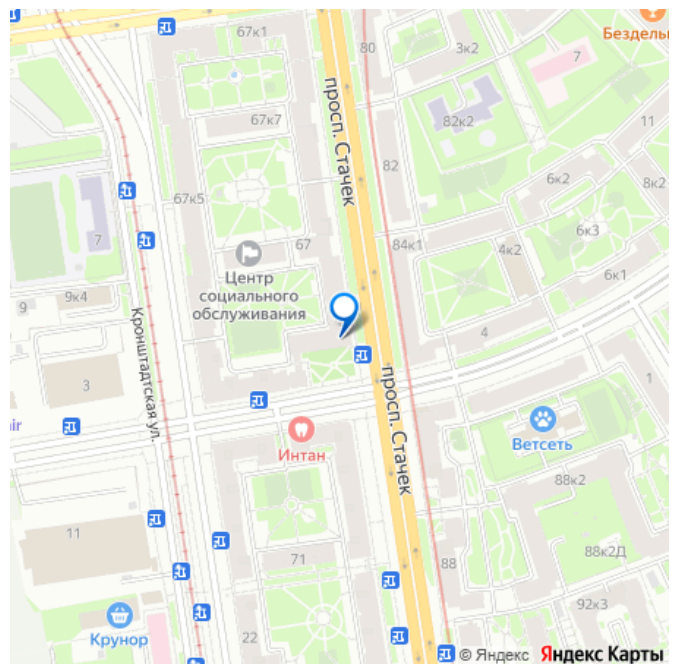 67к1
80
3к2
Бездель
7
67к7
82к2
11
просп. Стачек
82
67к5
6к2
8к2
6к3
7
67
84к1
4к2
6к1
Центр
социального
обслуживания
9к4
9
Кронштадтская ул.
4
3
1
air
просп. Стачек
Интан
Ветсеть
88к2
11
71
88
88к2Д
92к3
Крунор
22
© Яндекс Яндекс Карты